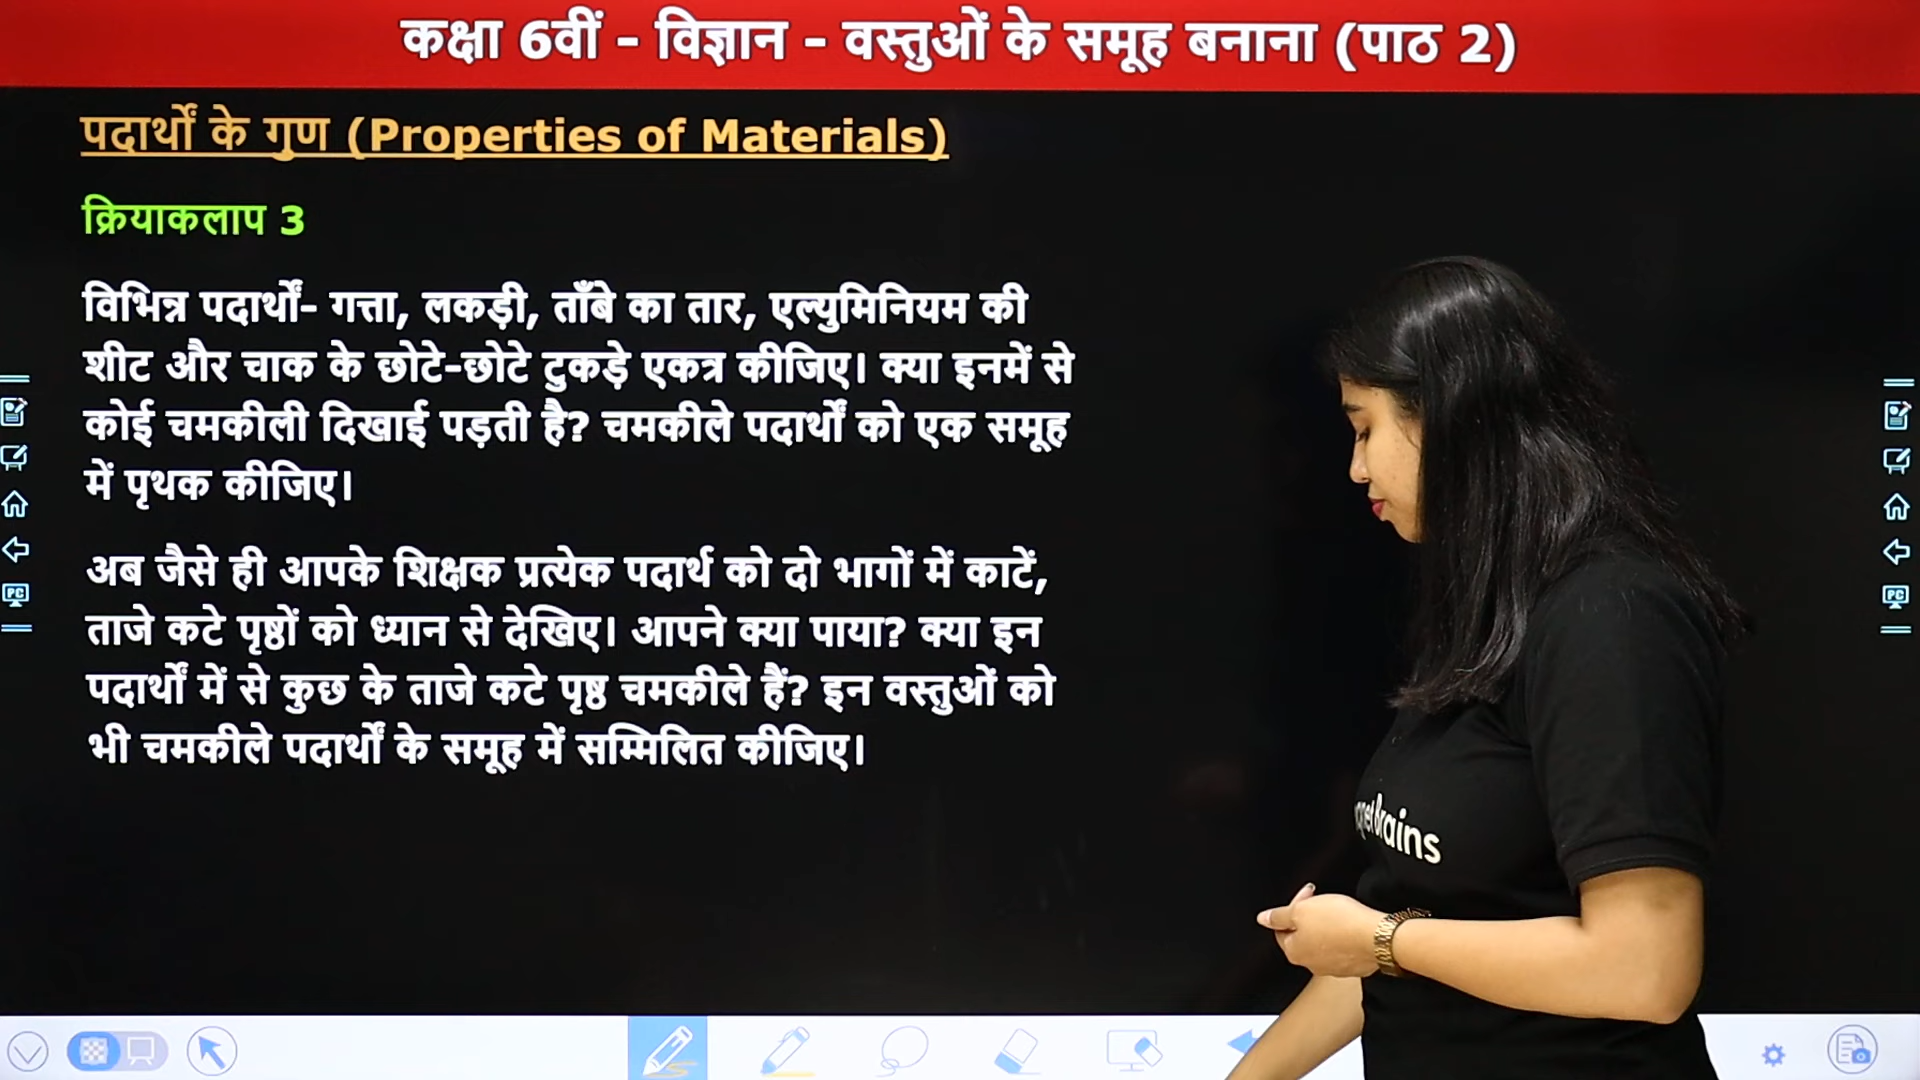 कक्षा 6वीं - विज्ञान - वस्तुओं के समूह बनाना (पाठ 2)
पदार्थों के गुण (Properties of Materials)
क्रियाकलाप 3
विभिन्न पदार्थों- गत्ता, लकड़ी, ताँबे का तार, एल्युमिनियम की
शीट और चाक के छोटे-छोटे टुकड़े एकत्र कीजिए। क्या इनमें से
कोई चमकीली दिखाई पड़ती है? चमकीले पदार्थों को एक समूह
में पृथक कीजिए।
अब जैसे ही आपके शिक्षक प्रत्येक पदार्थ को दो भागों में काटें,
ताजे कटे पृष्ठों को ध्यान से देखिए। आपने क्या पाया? क्या इन
पदार्थों में से कुछ के ताजे कटे पृष्ठ चमकीले हैं? इन वस्तुओं को
भी चमकीले पदार्थों के समूह में सम्मिलित कीजिए।
PC
PC